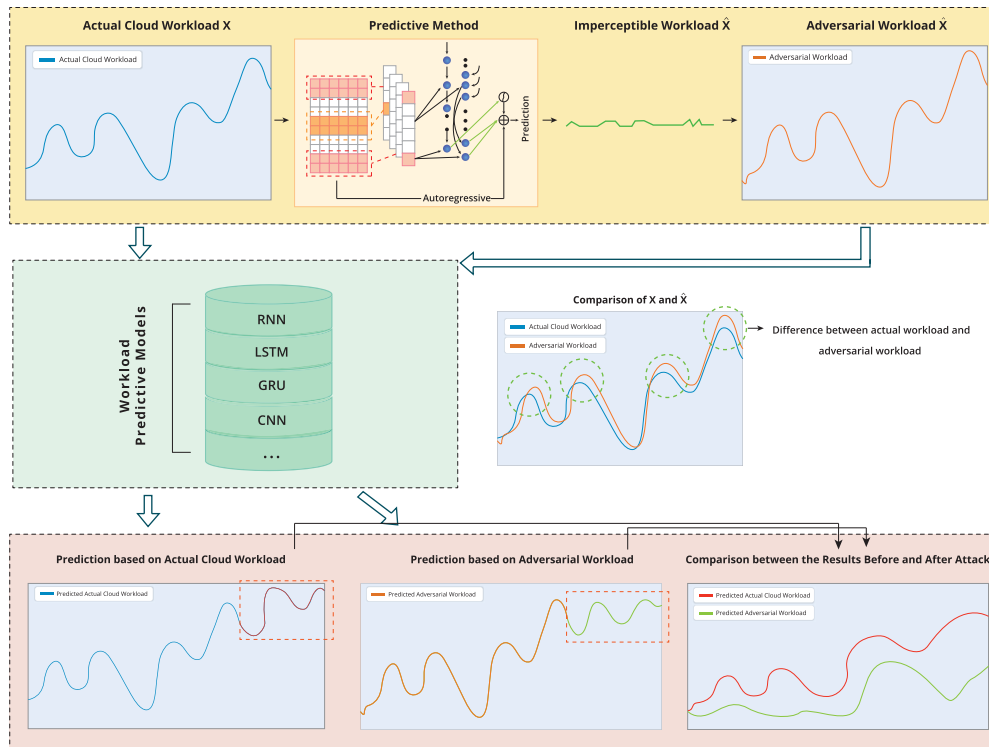 Actual Cloud Workload X
Predictive Method
Imperceptible Workload X̂
Adversarial Workload X̂
Actual Cloud Workload
Prediction
Autoregressive
Adversarial Workload
Workload
Predictive Models
RNN
LSTM
GRU
CNN
...
Comparison of X and X̂
Actual Cloud Workload
Adversarial Workload
Difference between actual workload and
adversarial workload
Prediction based on Actual Cloud Workload
Predicted Actual Cloud Workload
Prediction based on Adversarial Workload
Predicted Adversarial Workload
Comparison between the Results Before and After Attack
Predicted Actual Cloud Workload
Predicted Adversarial Workload